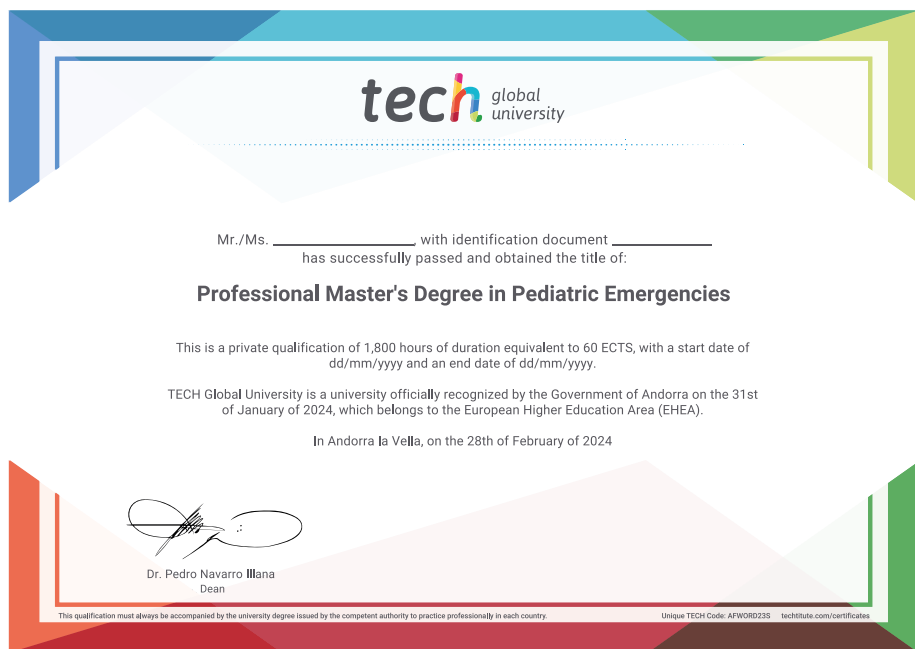 tech global
university
Mr./Ms. ____________, with identification document ____________
has successfully passed and obtained the title of:
Professional Master's Degree in Pediatric Emergencies
This is a private qualification of 1,800 hours of duration equivalent to 60 ECTS, with a start date of
dd/mm/yyyy and an end date of dd/mm/yyyy.
TECH Global University is a university officially recognized by the Government of Andorra on the 31st
of January of 2024, which belongs to the European Higher Education Area (EHEA).
In Andorra la Vella, on the 28th of February of 2024
Dr. Pedro Navarro Illana
Dean
This qualification must always be accompanied by the university degree issued by the competent authority to practice professionally in each country.
Unique TECH Code: AFWORD23S techtitute.com/certificates